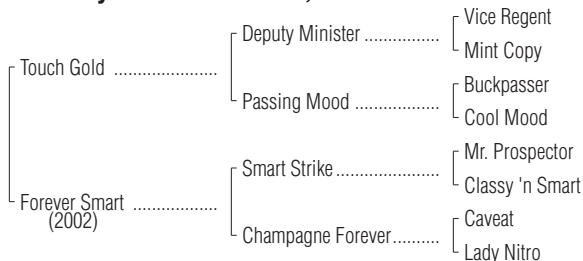 Vice Regent
Deputy Minister ................
Mint Copy
Touch Gold ......................
Buckpasser
Passing Mood ..................
Cool Mood
Mr. Prospector
Smart Strike......................
Classy 'n Smart
Forever Smart ..................
(2002)
Caveat
Champagne Forever..........
Lady Nitro